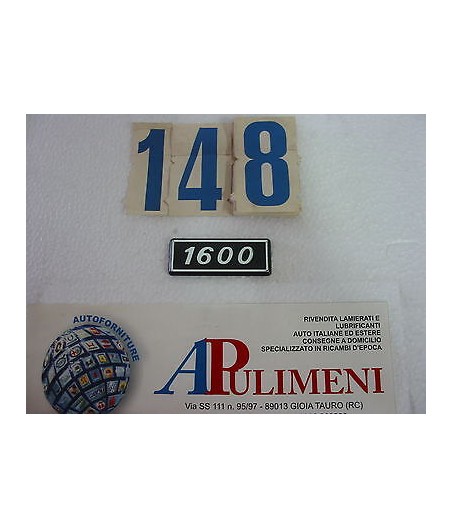 148
1600
RIVENDITA LAMIERATI E
LUBRIFICANTI
AUTO ITALIANE ED ESTERE
CONSEGNE A DOMICILIO
SPECIALIZZATO IN RICAMBI D'EPOCA
AUTOFORNITURE
APULIMENI
Via SS 111 n. 95/97 - 89013 GIOIA TAURO (RC)